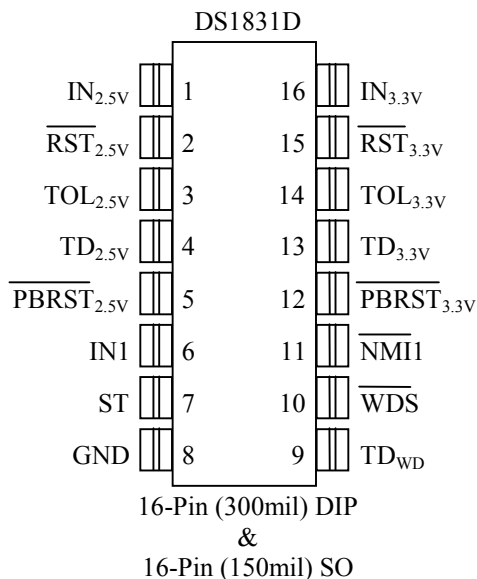 DS1831D
IN2.5V 1 16 IN3.3V
RST2.5V 2 15 RST3.3V
TOL2.5V 3 14 TOL3.3V
TD2.5V 4 13 TD3.3V
PBRST2.5V 5 12 PBRST3.3V
IN1 6 11 NMI1
ST 7 10 WDS
GND 8 9 TDWD
16-Pin (300mil) DIP
&
16-Pin (150mil) SO